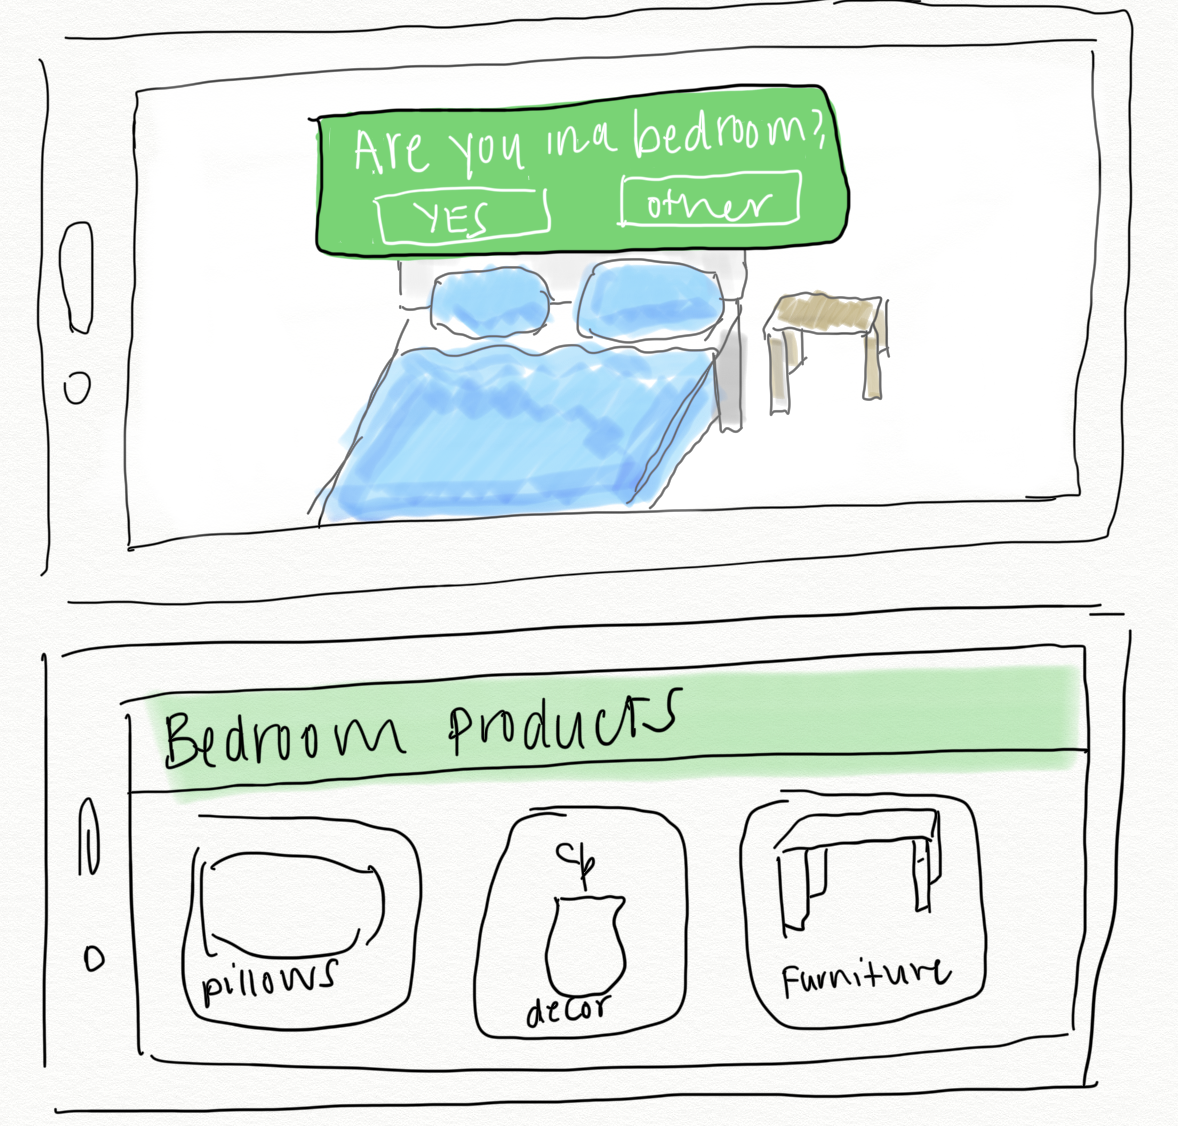 Are you in a bedroom?
YES
other
Bedroom products
pillows
decor
Furniture